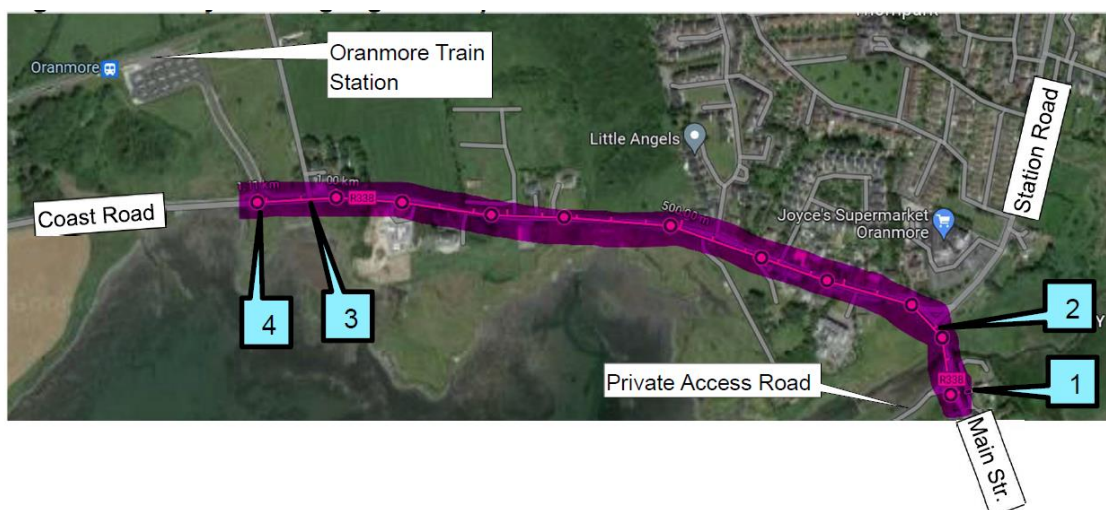 Oranmore
Oranmore Train
Station
Little Angels
Station Road
1.00 km
R338
Coast Road
500.00 m
Joyce's Supermarket
Oranmore
4
3
2
Private Access Road
R338
1
Main Str.